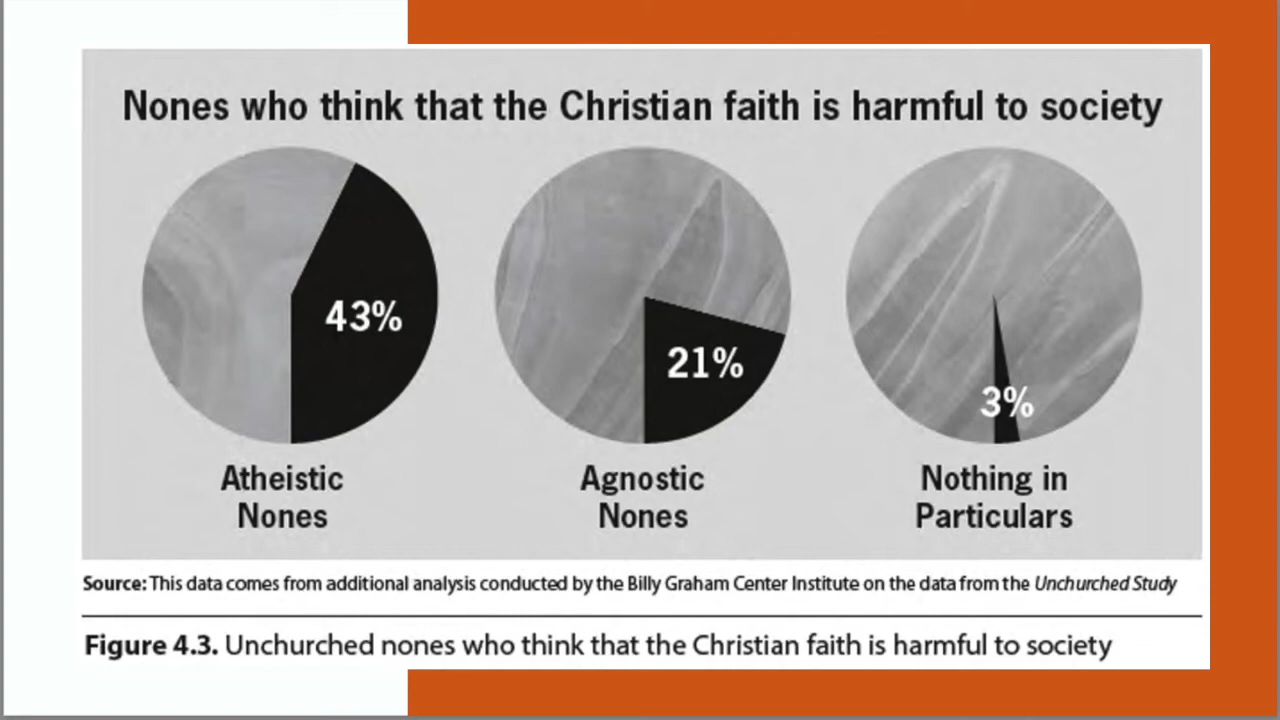 Nones who think that the Christian faith is harmful to society
43%
21%
3%
Atheistic
Nones
Agnostic
Nones
Nothing in
Particulars
Source: This data comes from additional analysis conducted by the Billy Graham Center Institute on the data from the Unchurched Study
Figure 4.3. Unchurched nones who think that the Christian faith is harmful to society